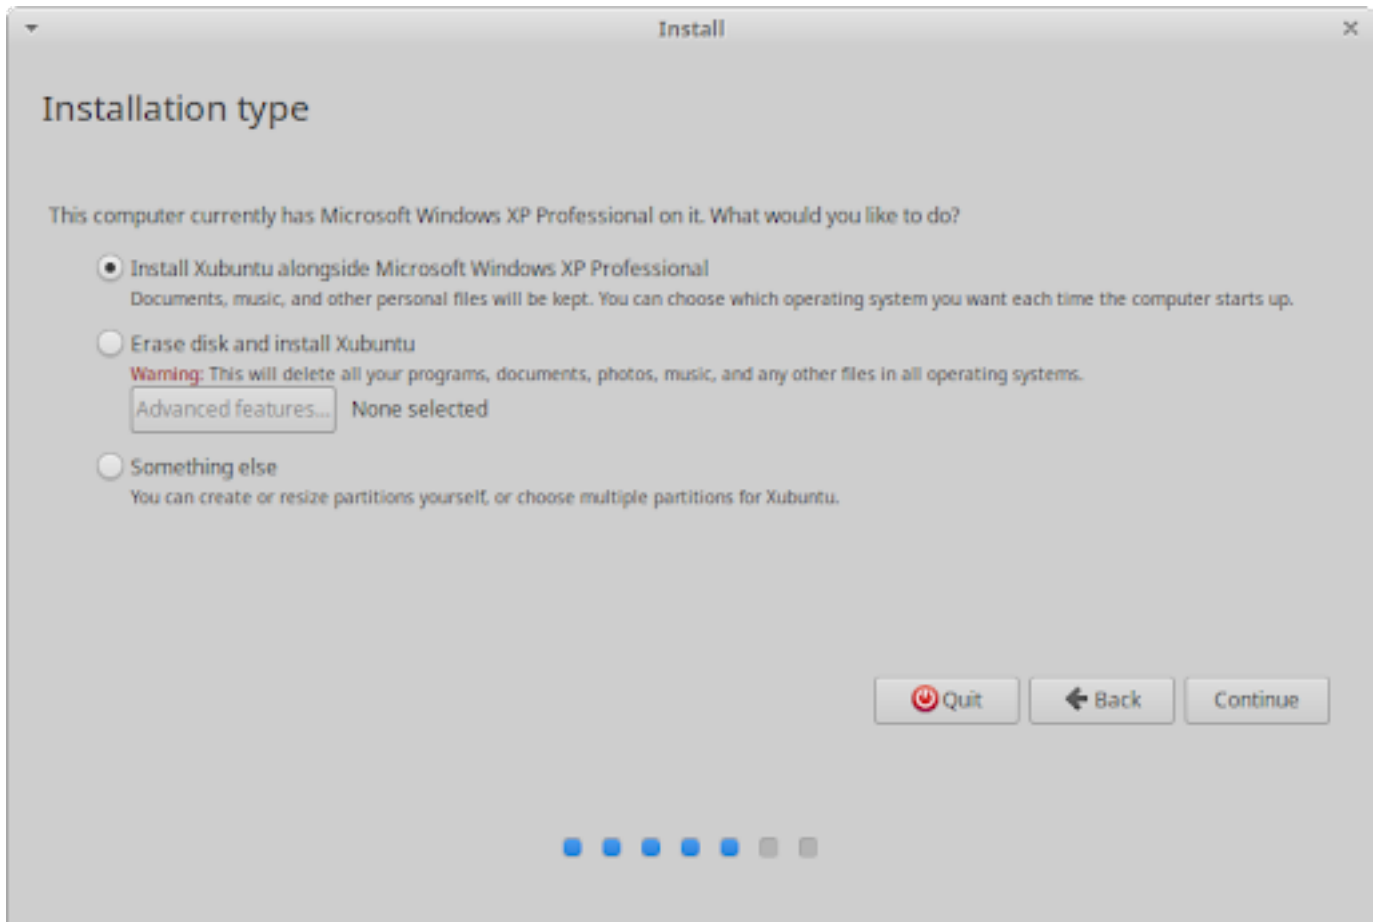 Install
Installation type
This computer currently has Microsoft Windows XP Professional on it. What would you like to do?
Install Xubuntu alongside Microsoft Windows XP Professional
Documents, music, and other personal files will be kept. You can choose which operating system you want each time the computer starts up.
Erase disk and install Xubuntu
Warning: This will delete all your programs, documents, photos, music, and any other files in all operating systems.
Advanced features... None selected
Something else
You can create or resize partitions yourself, or choose multiple partitions for Xubuntu.
Quit Back Continue